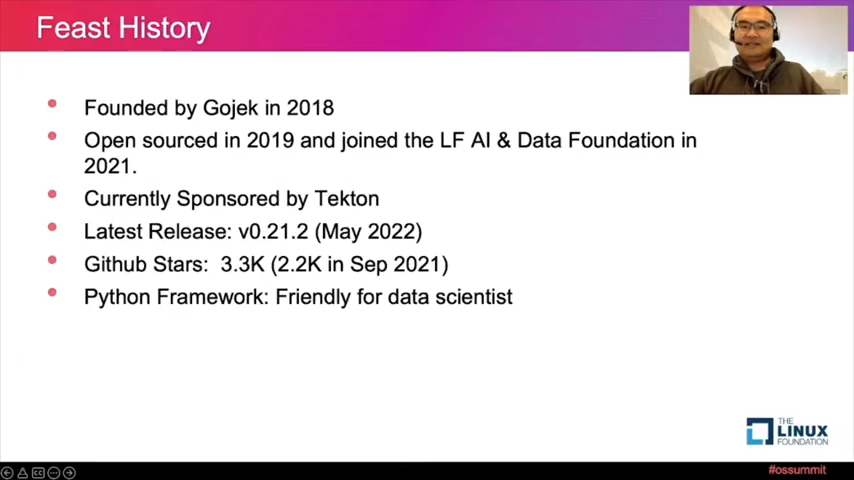 Feast History
Founded by Gojek in 2018
Open sourced in 2019 and joined the LF AI & Data Foundation in
2021.
Currently Sponsored by Tekton
Latest Release: v0.21.2 (May 2022)
Github Stars: 3.3K (2.2K in Sep 2021)
Python Framework: Friendly for data scientist
THE
LINUX
FOUNDATION
#ossummit